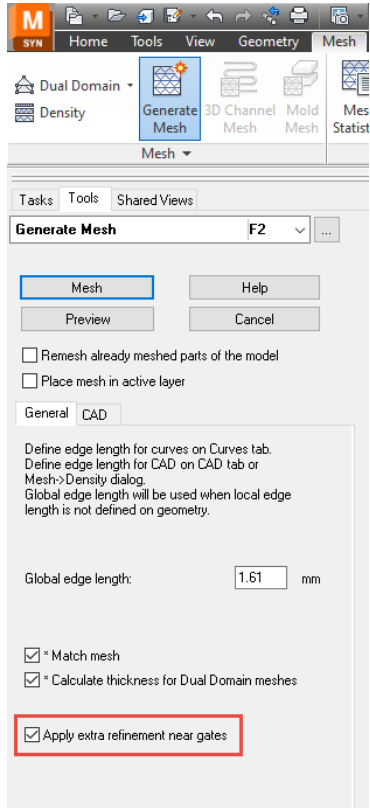 M
SYN
Home Tools View Geometry Mesh
Dual Domain
Density
Generate Mesh
3D Channel Mesh
Mold Mesh
Mes
Statist
Mesh
Tasks Tools Shared Views
Generate Mesh F2 ...
Mesh Help
Preview Cancel
Remesh already meshed parts of the model
Place mesh in active layer
General CAD
Define edge length for curves on Curves tab.
Define edge length for CAD on CAD tab or
Mesh->Density dialog.
Global edge length will be used when local edge
length is not defined on geometry.
Global edge length: 1.61 mm
* Match mesh
* Calculate thickness for Dual Domain meshes
Apply extra refinement near gates